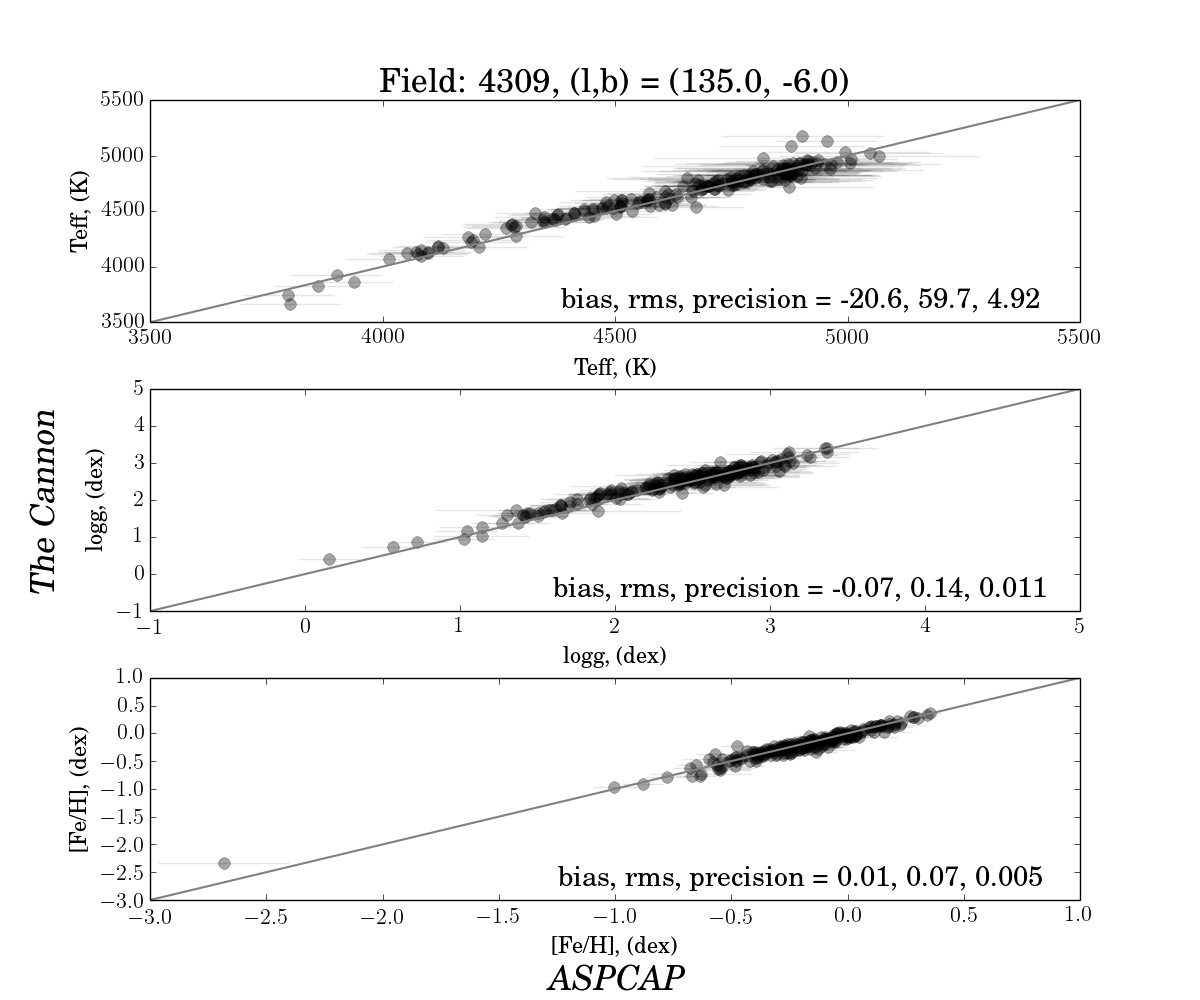 Field: 4309, (l,b) = (135.0, -6.0)
5500
5000
4500
4000
3500
Teff, (K)
bias, rms, precision = -20.6, 59.7, 4.92
3500 4000 4500 5000 5500
Teff, (K)
The Cannon
5
4
3
2
1
0
−1
logg, (dex)
bias, rms, precision = -0.07, 0.14, 0.011
−1 0 1 2 3 4 5
logg, (dex)
1.0
0.5
0.0
−0.5
−1.0
−1.5
−2.0
−2.5
−3.0
[Fe/H], (dex)
bias, rms, precision = 0.01, 0.07, 0.005
−3.0 −2.5 −2.0 −1.5 −1.0 −0.5 0.0 0.5 1.0
[Fe/H], (dex)
ASPCAP